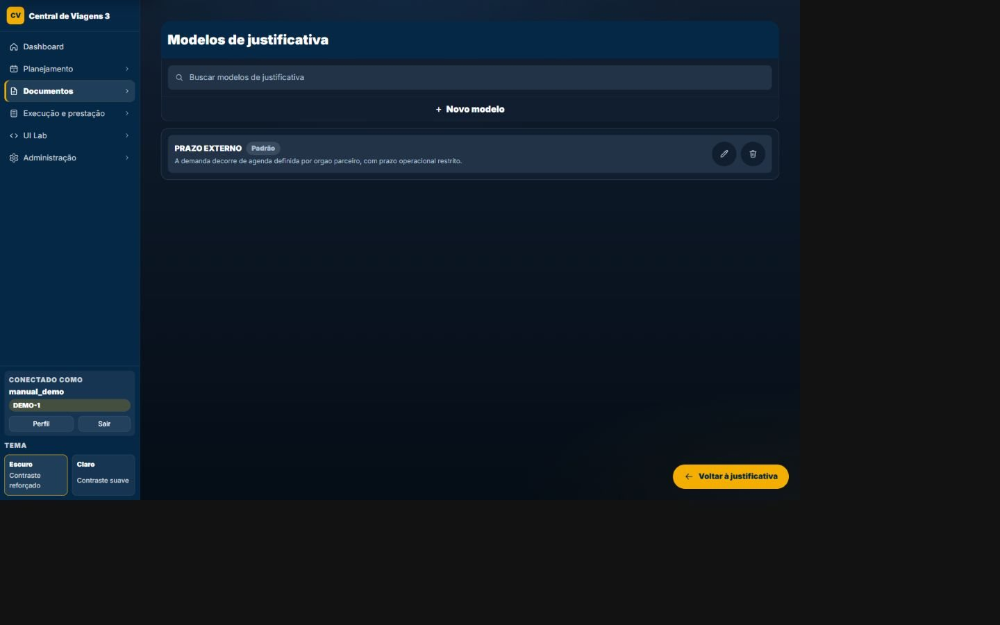 CV Central de Viagens 3
Dashboard
Planejamento
Documentos
Execução e prestação
UI Lab
Administração
CONECTADO COMO
manual_demo
DEMO-1
Perfil Sair
TEMA
Escuro
Contraste
reforçado
Claro
Contraste suave
Modelos de justificativa
Buscar modelos de justificativa
+ Novo modelo
PRAZO EXTERNO Padrão
A demanda decorre de agenda definida por orgao parceiro, com prazo operacional restrito.
← Voltar à justificativa